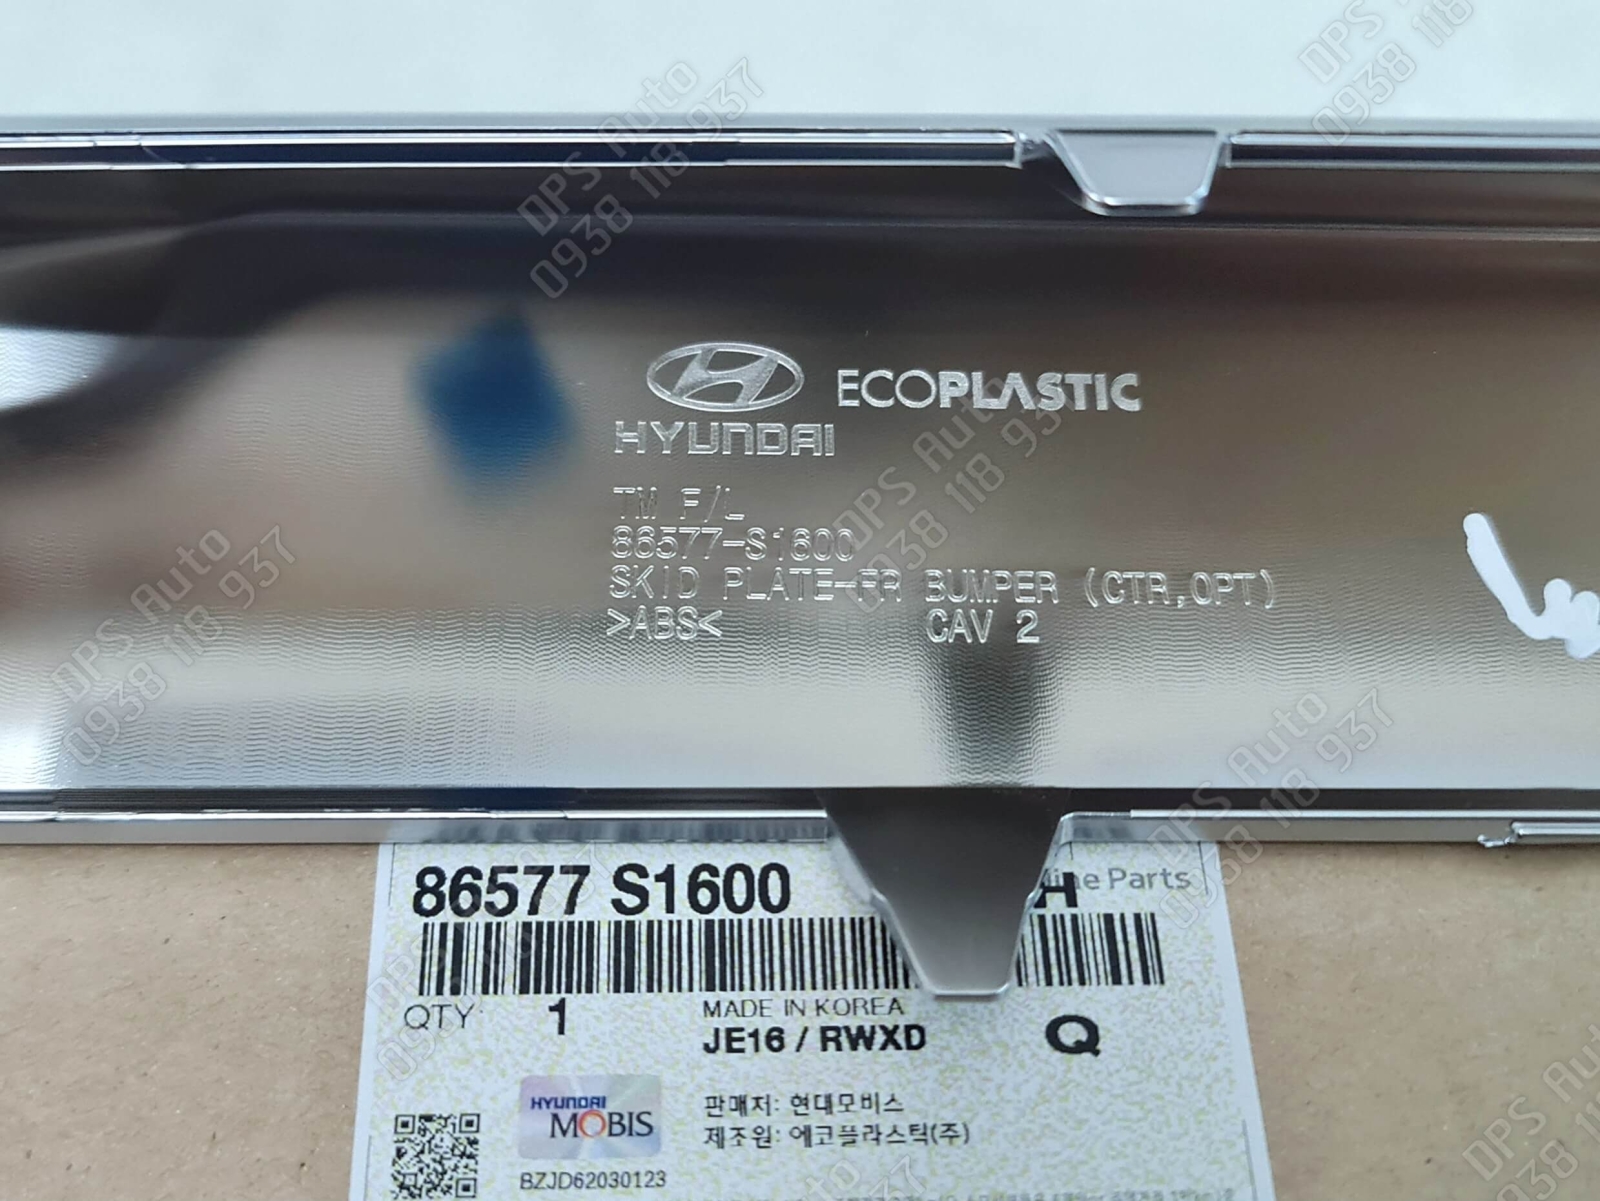 DPS Auto
0938 118 937
HYUNDAI
ECOPLASTIC
TM F/L
86577-S1600
SKID PLATE-FR BUMPER (CTR,OPT)
>ABS<
CAV 2
86577 S1600
H
Parts
QTY 1
MADE IN KOREA
JE16 / RWXD
Q
HYUNDAI
MOBIS
판매처: 현대모비스
제조원: 에코플라스틱(주)
BZJD62030123